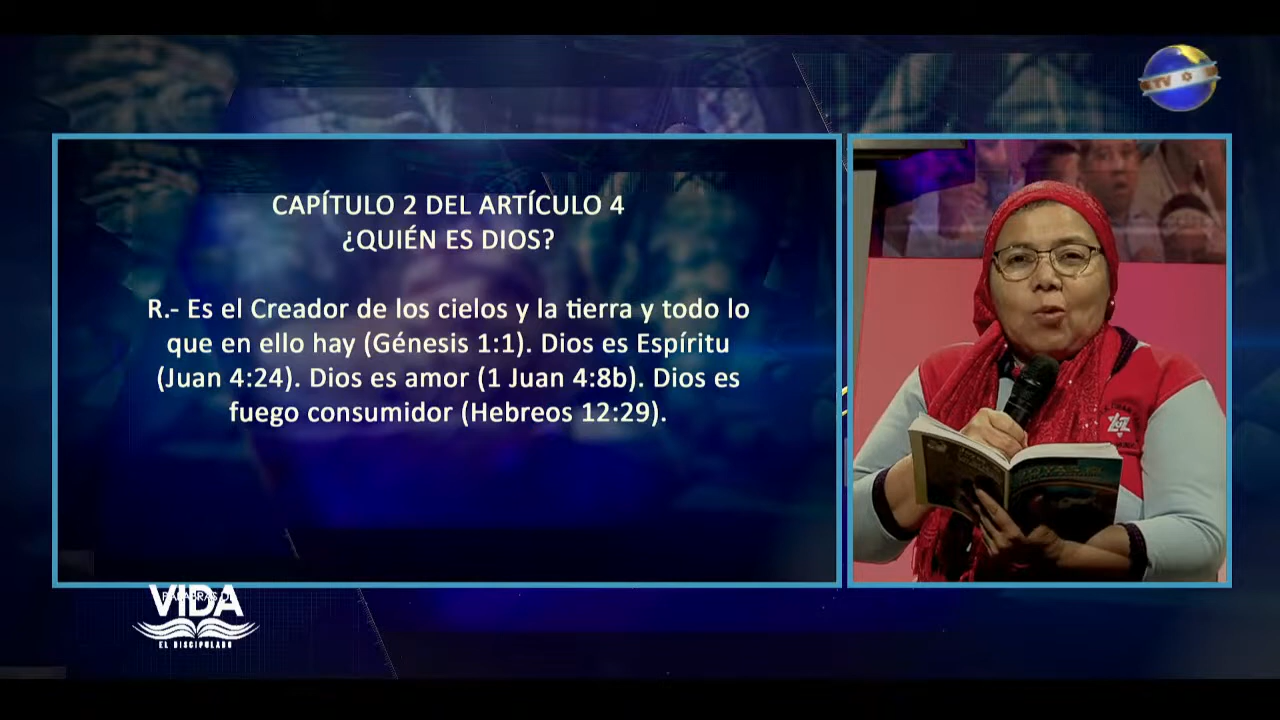 CAPÍTULO 2 DEL ARTÍCULO 4
¿QUIÉN ES DIOS?
R.- Es el Creador de los cielos y la tierra y todo lo
que en ello hay (Génesis 1:1). Dios es Espíritu
(Juan 4:24). Dios es amor (1 Juan 4:8b). Dios es
fuego consumidor (Hebreos 12:29).
PALABRAS DE
VIDA
EL DISCIPULADO